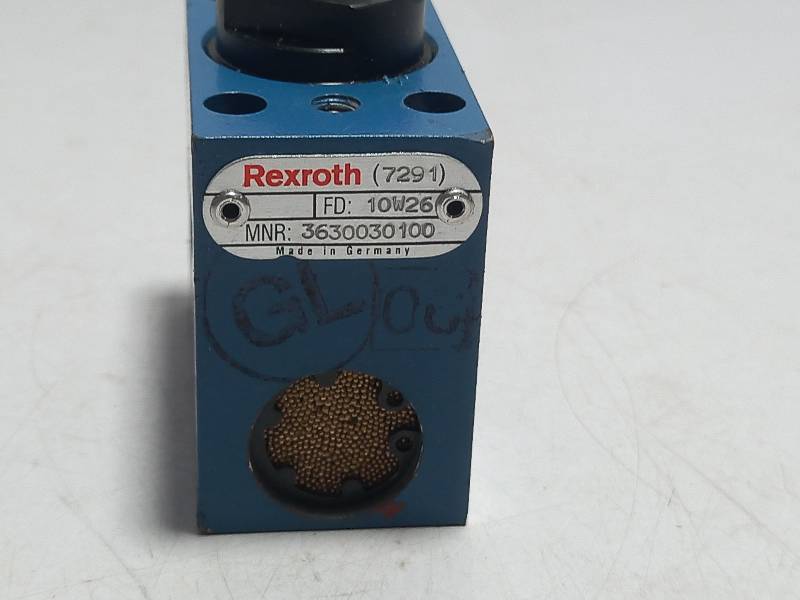 Rexroth (7291)
FD: 10W26
MNR: 3630030100
Made in Germany
GL